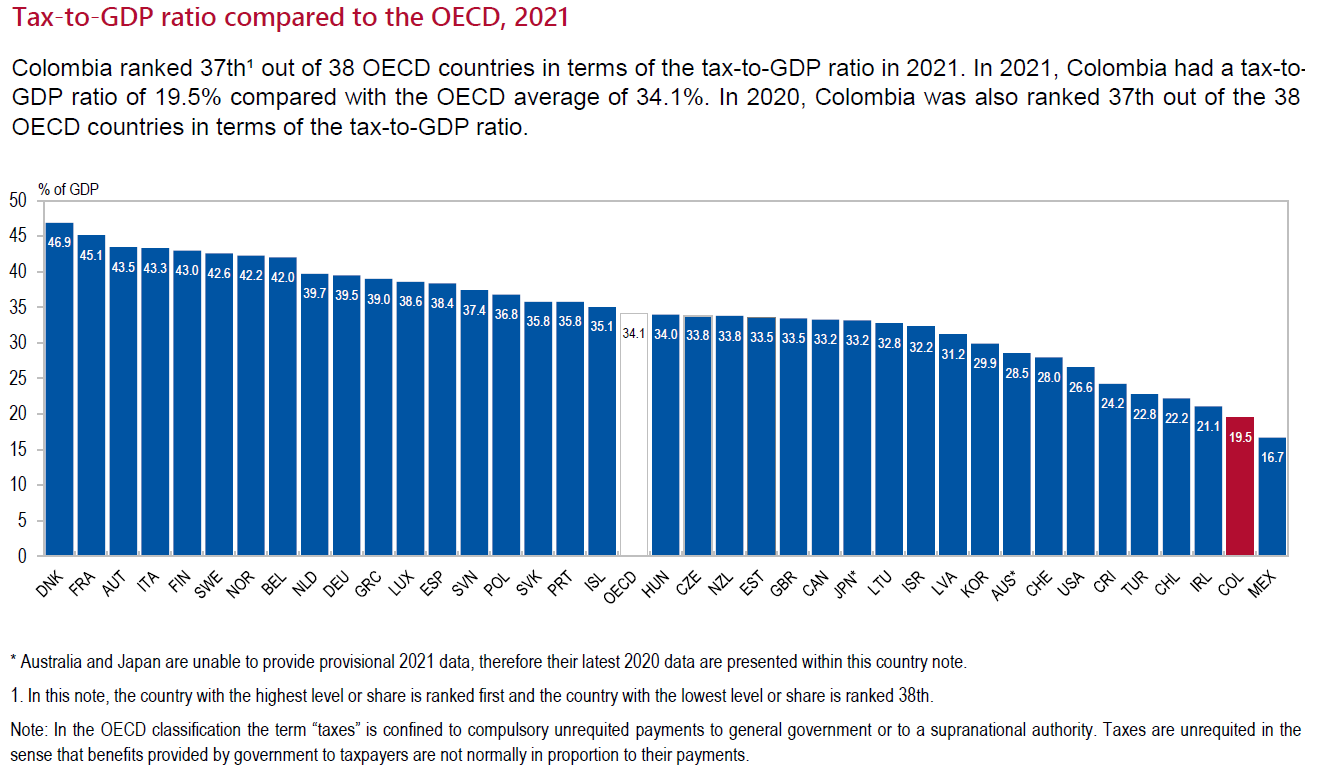 Tax-to-GDP ratio compared to the OECD, 2021
Colombia ranked 37th¹ out of 38 OECD countries in terms of the tax-to-GDP ratio in 2021. In 2021, Colombia had a tax-to-
GDP ratio of 19.5% compared with the OECD average of 34.1%. In 2020, Colombia was also ranked 37th out of the 38
OECD countries in terms of the tax-to-GDP ratio.
% of GDP
50
45
40
35
30
25
20
15
10
5
0
46.9 45.1 43.5 43.3 43.0 42.6 42.2 42.0 39.7 39.5 39.0 38.6 38.4 37.4 36.8 35.8 35.8 35.1 34.1 34.0 33.8 33.8 33.5 33.5 33.2 33.2 32.8 32.2 31.2 29.9 28.5 28.0 26.6 24.2 22.8 22.2 21.1 19.5 16.7
DNK FRA AUT ITA FIN SWE NOR BEL NLD DEU GRC LUX ESP SVN POL SVK PRT ISL OECD HUN CZE NZL EST GBR CAN JPN* LTU ISR LVA KOR AUS* CHE USA CRI TUR CHL IRL COL MEX
* Australia and Japan are unable to provide provisional 2021 data, therefore their latest 2020 data are presented within this country note.
1. In this note, the country with the highest level or share is ranked first and the country with the lowest level or share is ranked 38th.
Note: In the OECD classification the term “taxes” is confined to compulsory unrequited payments to general government or to a supranational authority. Taxes are unrequited in the
sense that benefits provided by government to taxpayers are not normally in proportion to their payments.